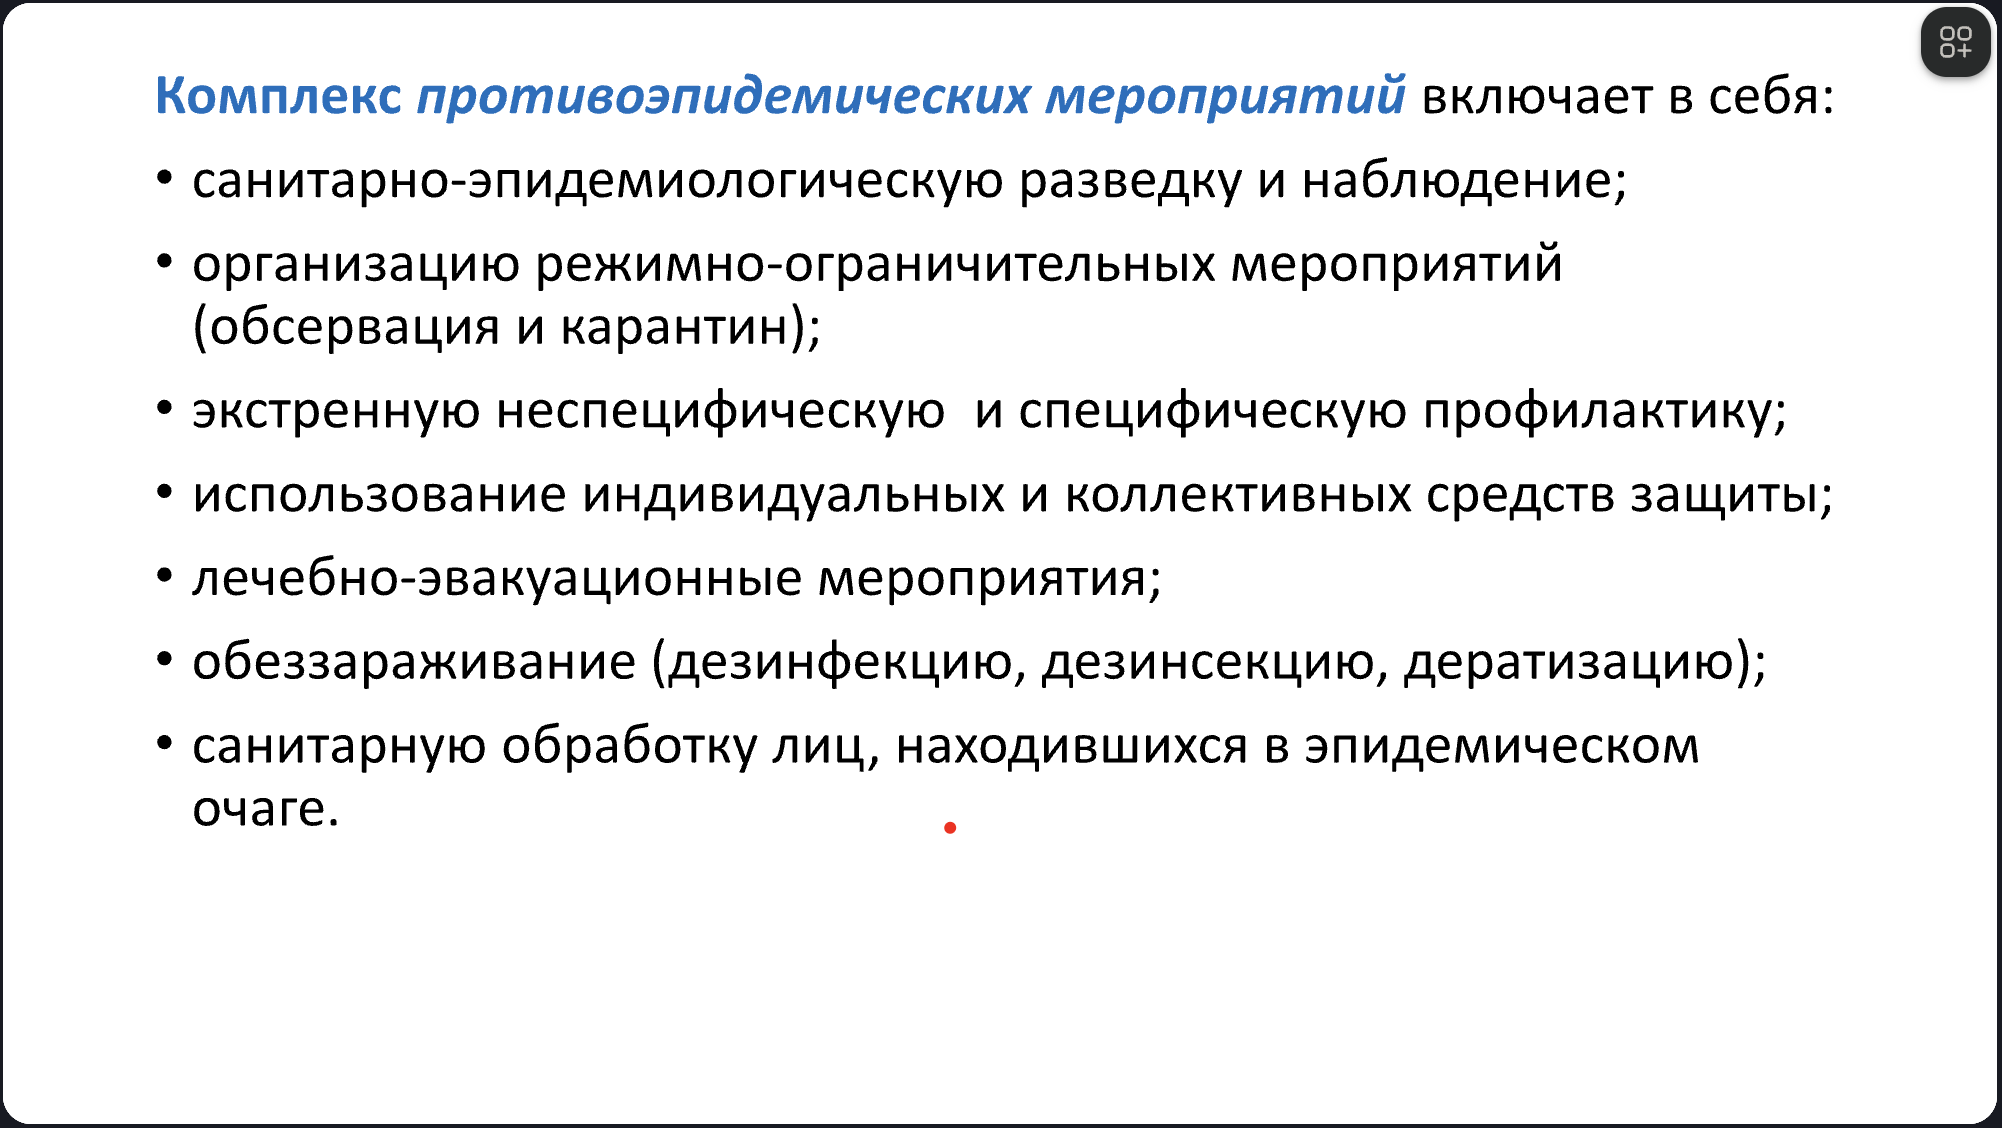 Комплекс противоэпидемических мероприятий включает в себя:
• санитарно-эпидемиологическую разведку и наблюдение;
• организацию режимно-ограничительных мероприятий
(обсервация и карантин);
• экстренную неспецифическую  и специфическую профилактику;
• использование индивидуальных и коллективных средств защиты;
• лечебно-эвакуационные мероприятия;
• обеззараживание (дезинфекцию, дезинсекцию, дератизацию);
• санитарную обработку лиц, находившихся в эпидемическом
очаге.